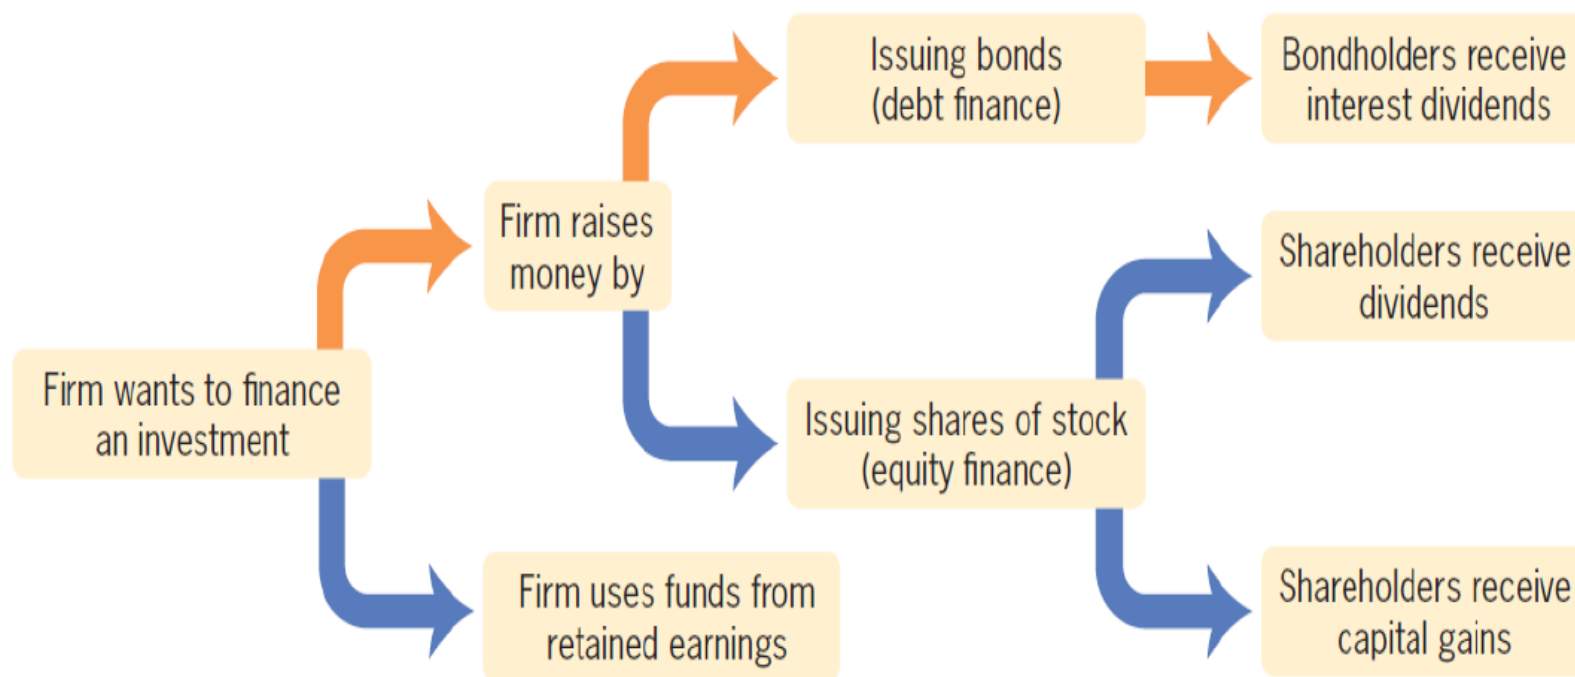 Firm wants to finance
an investment
Firm raises
money by
Firm uses funds from
retained earnings
Issuing bonds
(debt finance)
Issuing shares of stock
(equity finance)
Bondholders receive
interest dividends
Shareholders receive
dividends
Shareholders receive
capital gains